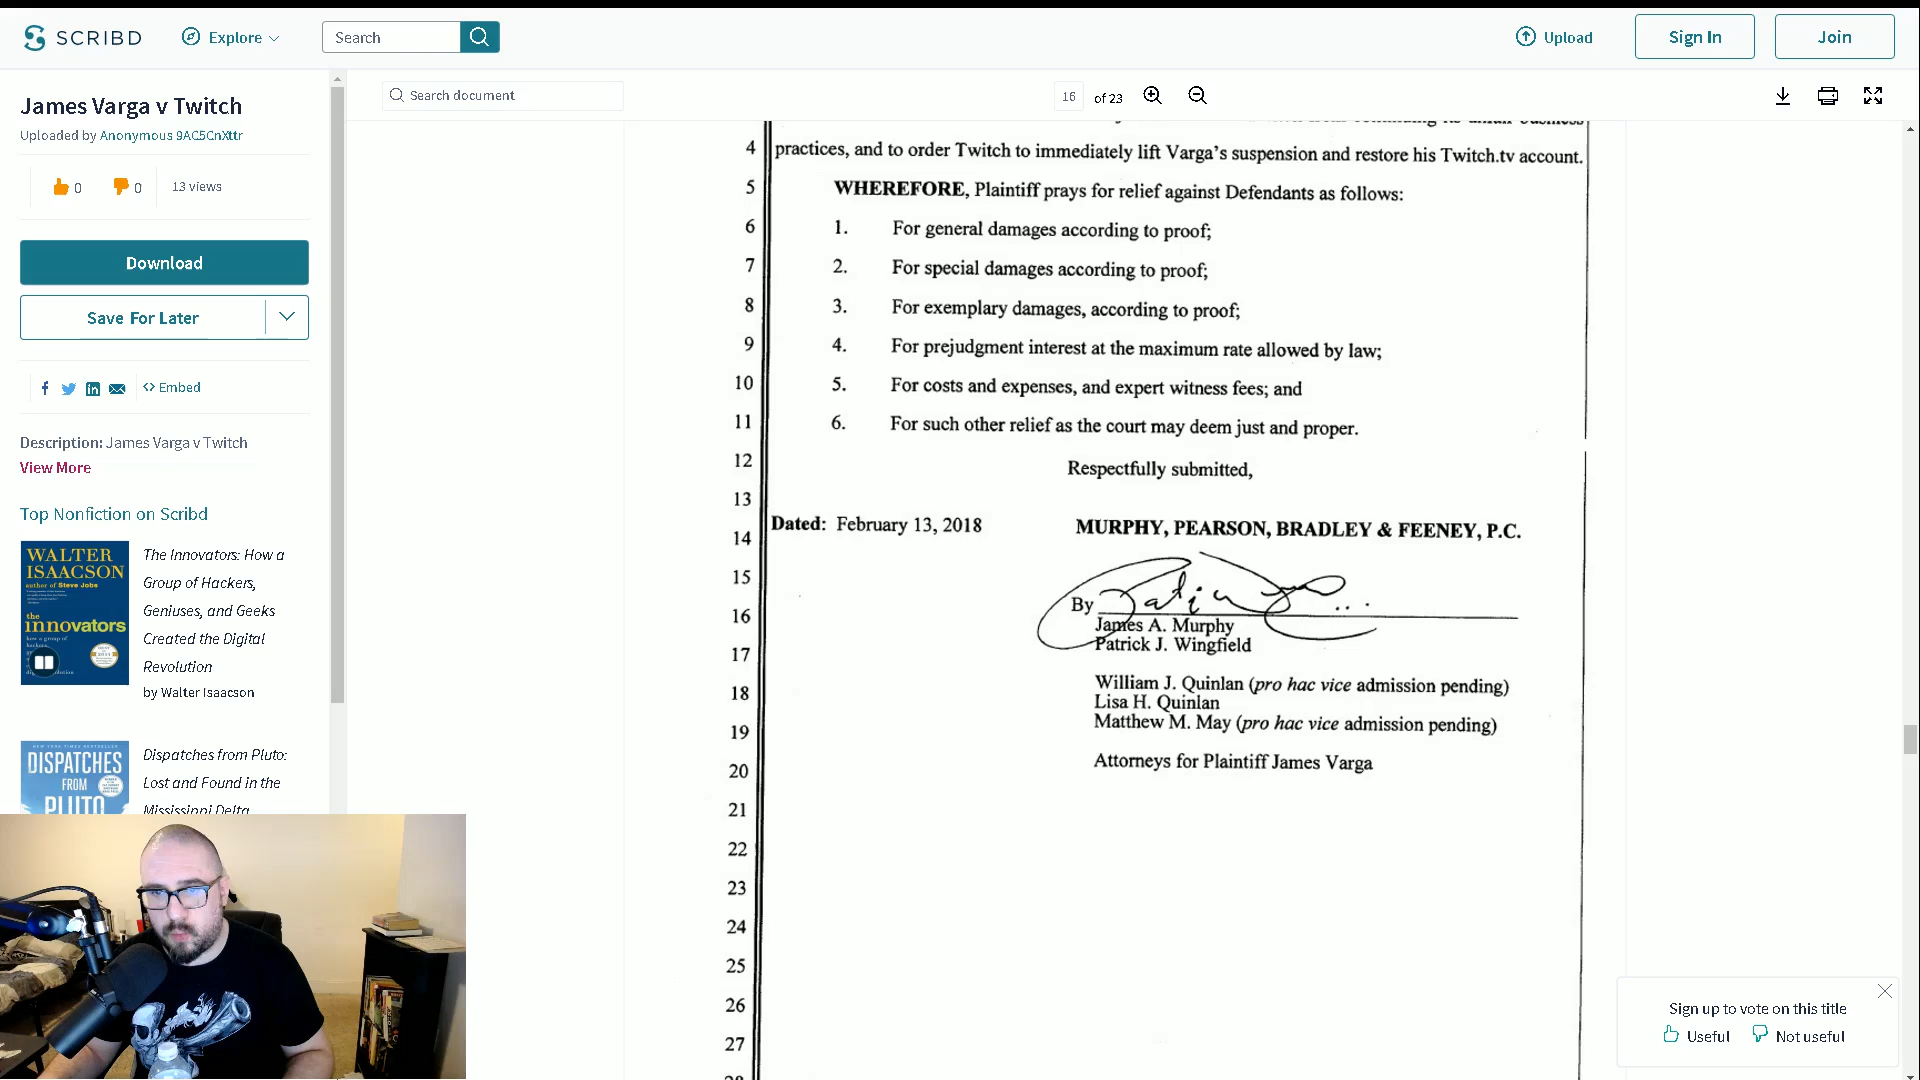 SCRIBD
Explore
Search
Upload
Sign In
Join
James Varga v Twitch
Uploaded by Anonymous 9AC5CnXttr
0
0
13 views
Download
Save For Later
<> Embed
Description: James Varga v Twitch
View More
Top Nonfiction on Scribd
WALTER
ISAACSON
author of Steve Jobs
the
innovators
The Innovators: How a
Group of Hackers,
Geniuses, and Geeks
Created the Digital
Revolution
by Walter Isaacson
NEW YORK TIMES BESTSELLER
DISPATCHES
FROM
PLUTO
Dispatches from Pluto:
Lost and Found in the
Mississippi Delta
Search document
16 of 23
4 practices, and to order Twitch to immediately lift Varga's suspension and restore his Twitch.tv account.
5 WHEREFORE, Plaintiff prays for relief against Defendants as follows:
6 1. For general damages according to proof;
7 2. For special damages according to proof;
8 3. For exemplary damages, according to proof;
9 4. For prejudgment interest at the maximum rate allowed by law;
10 5. For costs and expenses, and expert witness fees; and
11 6. For such other relief as the court may deem just and proper.
12 Respectfully submitted,
13
14 Dated: February 13, 2018 MURPHY, PEARSON, BRADLEY & FEENEY, P.C.
15
16 By
James A. Murphy
17 Patrick J. Wingfield
18 William J. Quinlan (pro hac vice admission pending)
Lisa H. Quinlan
19 Matthew M. May (pro hac vice admission pending)
20 Attorneys for Plaintiff James Varga
21
22
23
24
25
26
27
Sign up to vote on this title
Useful
Not useful